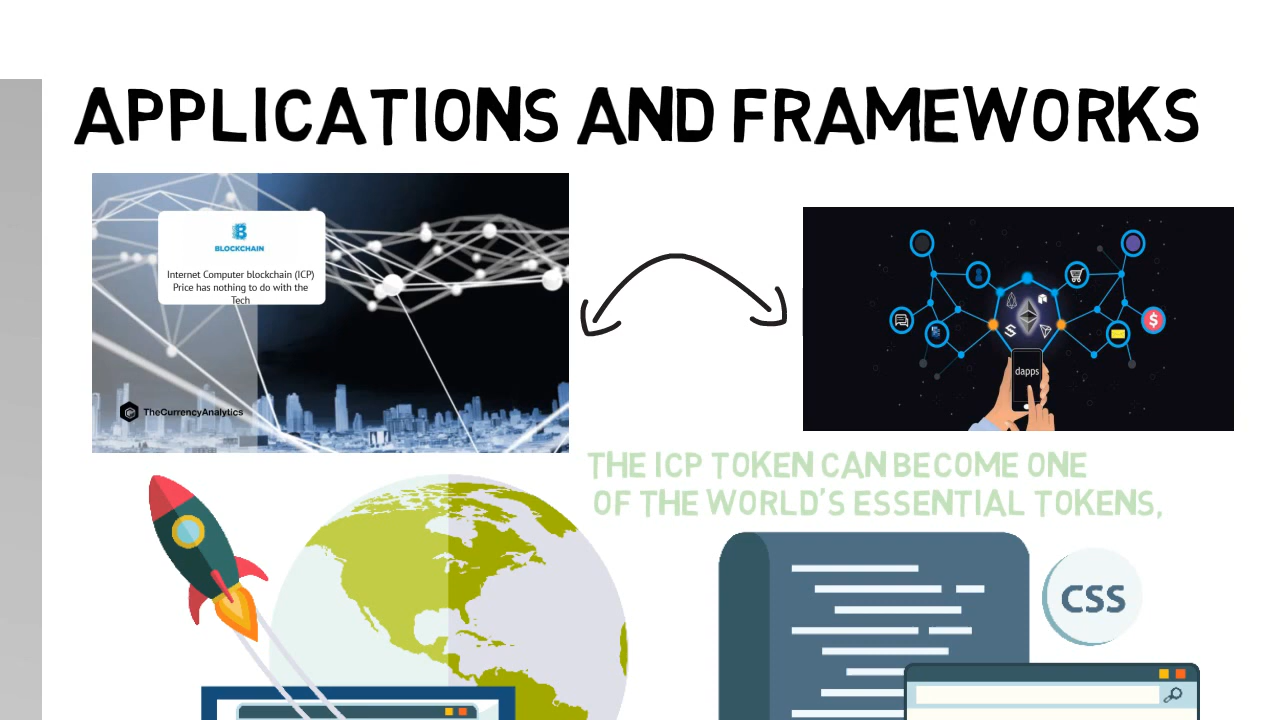 APPLICATIONS AND FRAMEWORKS
BLOCKCHAIN
Internet Computer blockchain (ICP)
Price has nothing to do with the
Tech
TheCurrencyAnalytics
dapps
THE ICP TOKEN CAN BECOME ONE
OF THE WORLD'S ESSENTIAL TOKENS,
CSS